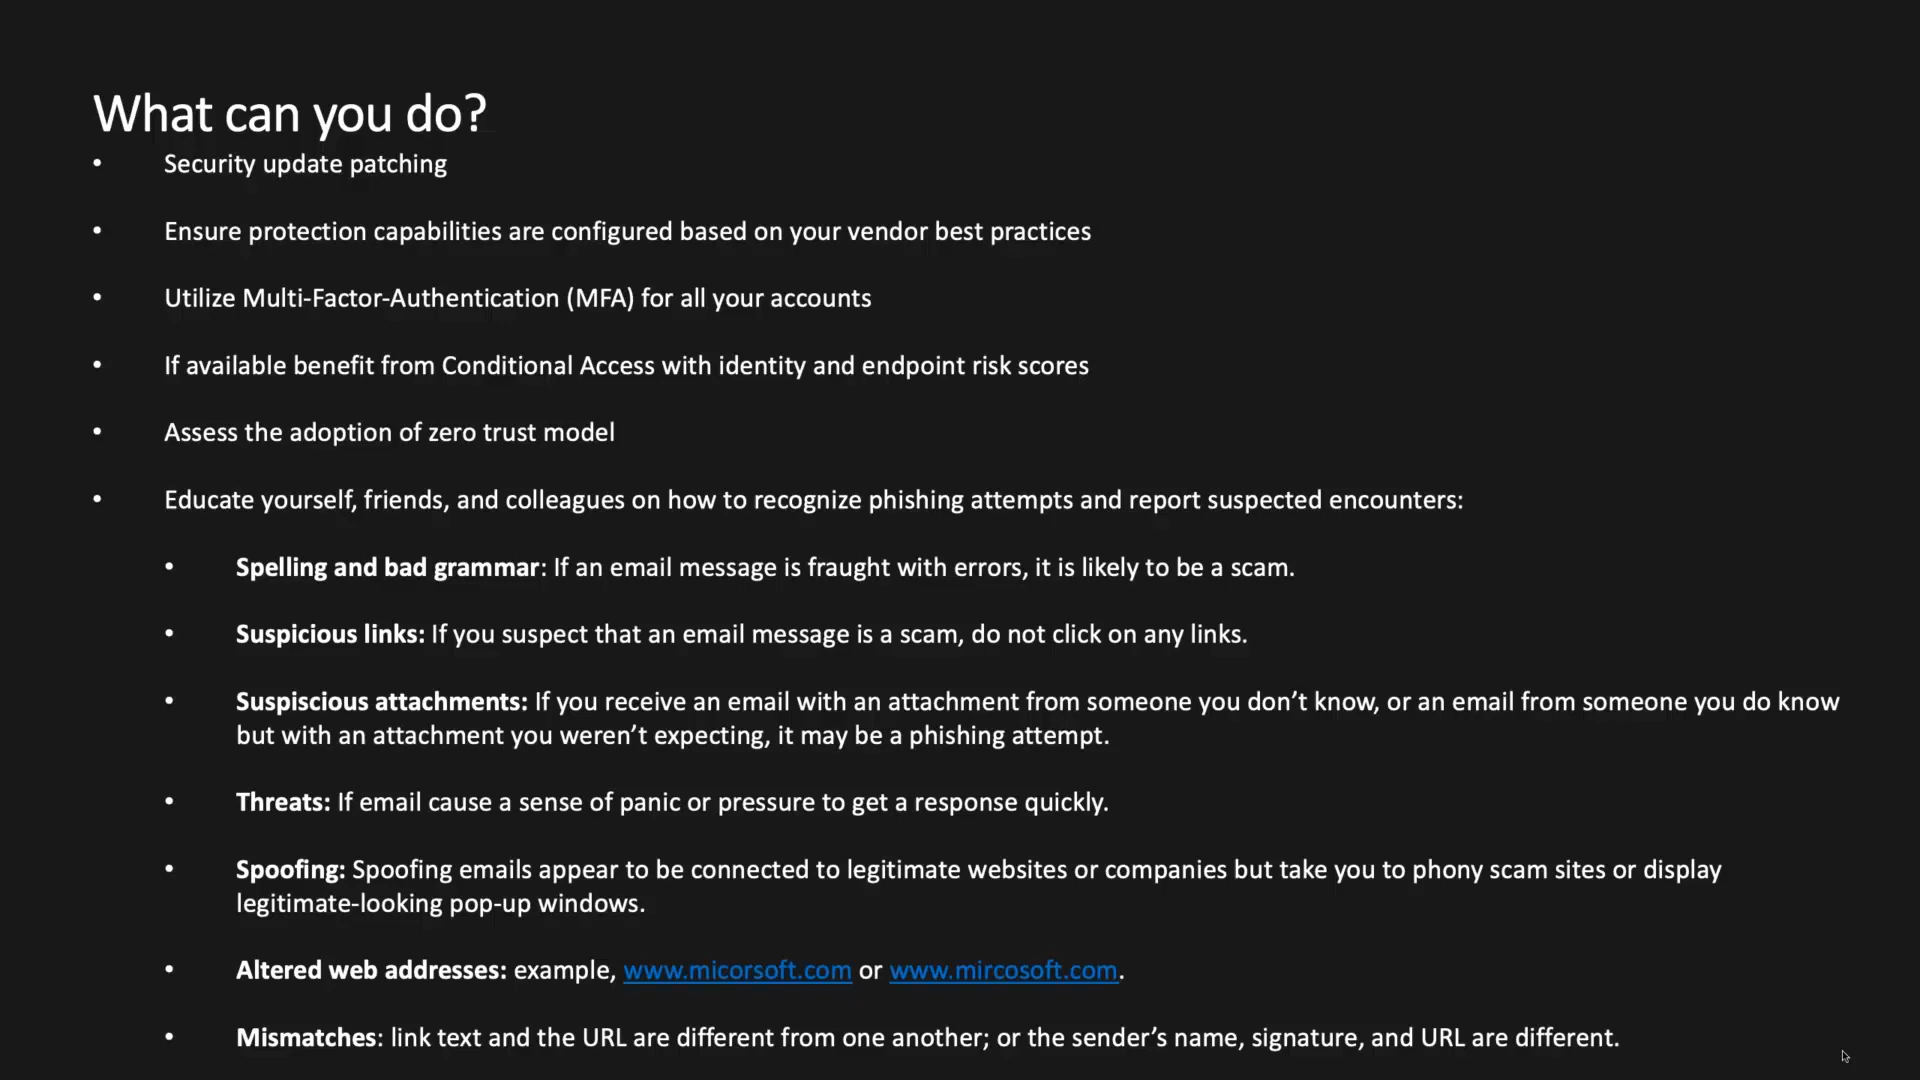 What can you do?
• Security update patching
• Ensure protection capabilities are configured based on your vendor best practices
• Utilize Multi-Factor-Authentication (MFA) for all your accounts
• If available benefit from Conditional Access with identity and endpoint risk scores
• Assess the adoption of zero trust model
• Educate yourself, friends, and colleagues on how to recognize phishing attempts and report suspected encounters:
• Spelling and bad grammar: If an email message is fraught with errors, it is likely to be a scam.
• Suspicious links: If you suspect that an email message is a scam, do not click on any links.
• Suspiscious attachments: If you receive an email with an attachment from someone you don’t know, or an email from someone you do know
but with an attachment you weren’t expecting, it may be a phishing attempt.
• Threats: If email cause a sense of panic or pressure to get a response quickly.
• Spoofing: Spoofing emails appear to be connected to legitimate websites or companies but take you to phony scam sites or display
legitimate-looking pop-up windows.
• Altered web addresses: example, www.micorsoft.com or www.mircosoft.com.
• Mismatches: link text and the URL are different from one another; or the sender’s name, signature, and URL are different.